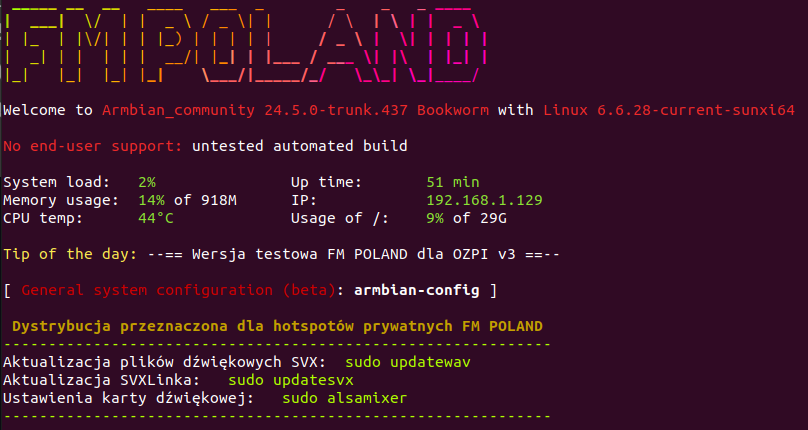 FM POLAND
Welcome to Armbian_community 24.5.0-trunk.437 Bookworm with Linux 6.6.28-current-sunxi64
No end-user support: untested automated build
System load: 2% Up time: 51 min
Memory usage: 14% of 918M IP: 192.168.1.129
CPU temp: 44°C Usage of /: 9% of 29G
Tip of the day: --== Wersja testowa FM POLAND dla OZPI v3 ==--
[ General system configuration (beta): armbian-config ]
Dystrybucja przeznaczona dla hotspotów prywatnych FM POLAND
-------------------------------------------------------------
Aktualizacja plików dźwiękowych SVX: sudo updatewav
Aktualizacja SVXLinka: sudo updatesvx
Ustawienia karty dźwiękowej: sudo alsamixer
-------------------------------------------------------------